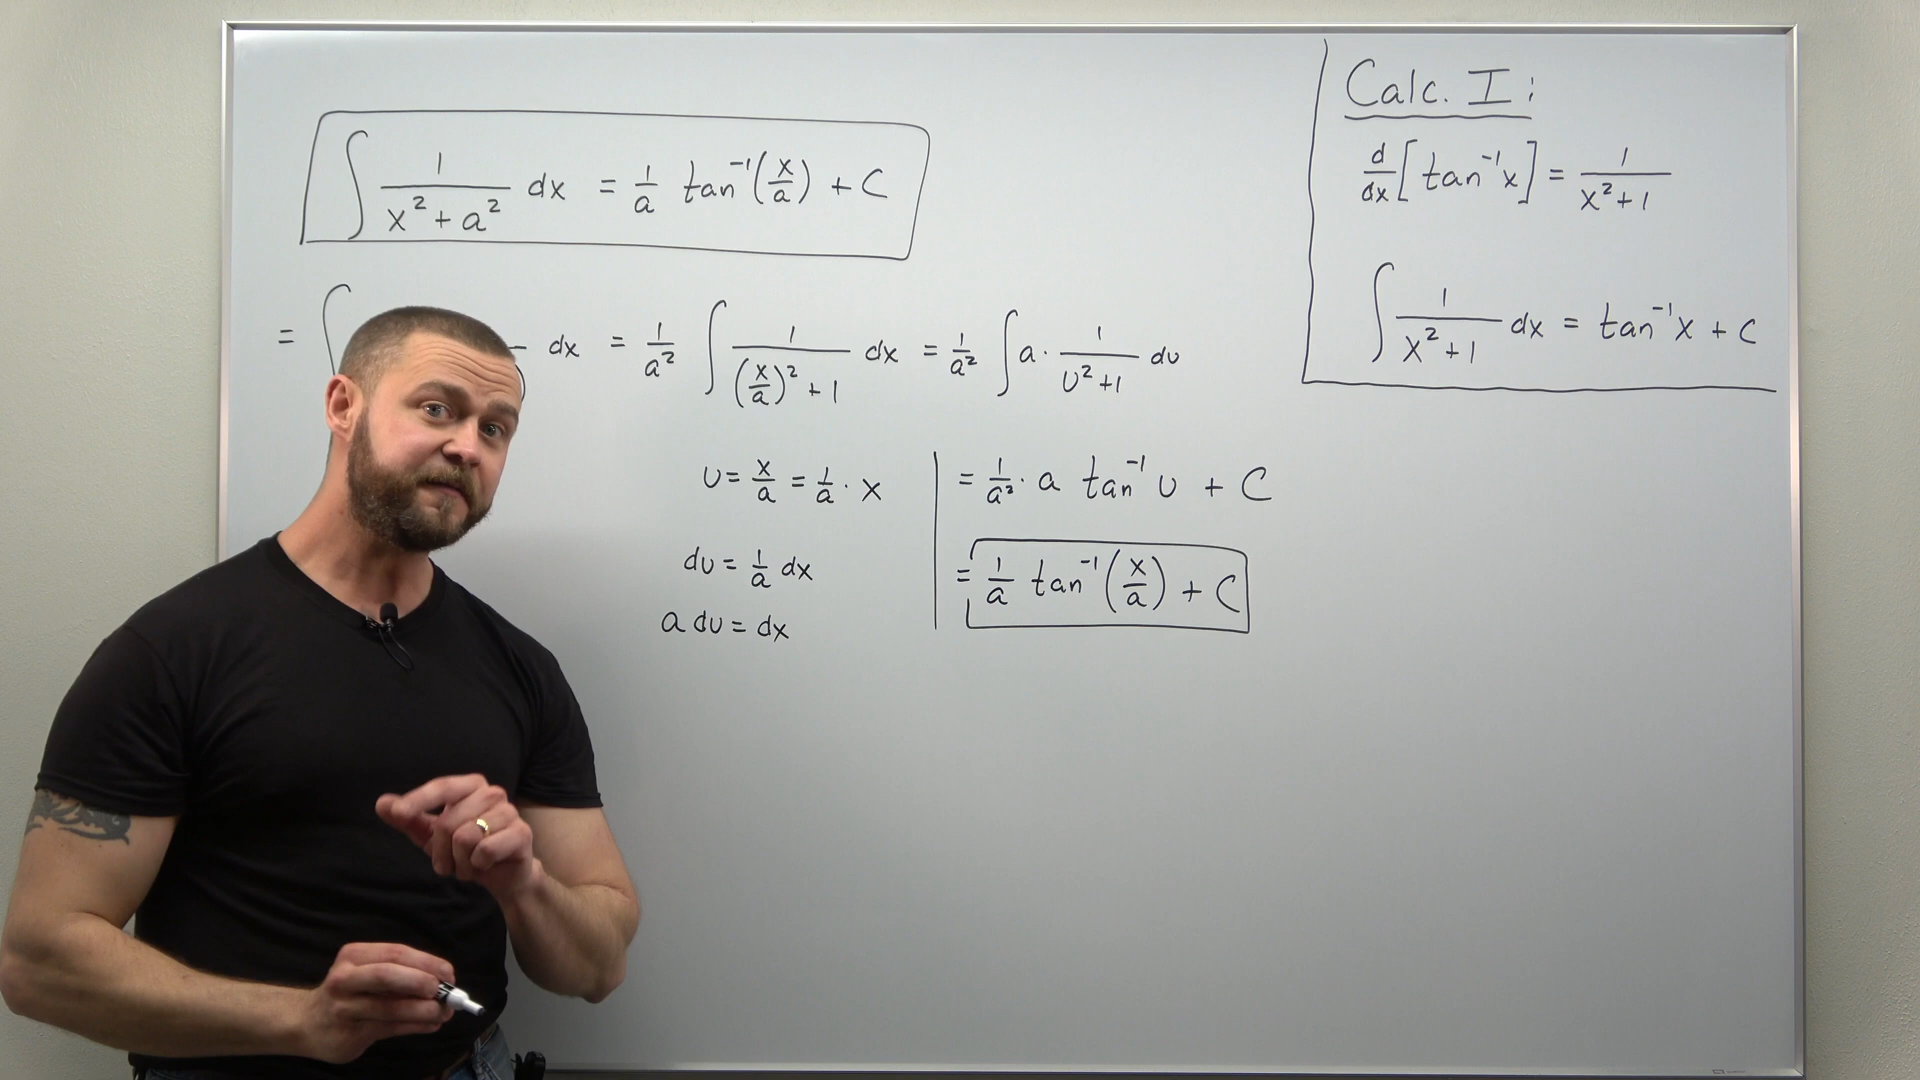 ∫ 1/(x² + a²) dx = 1/a tan⁻¹(x/a) + C
= ∫ dx = 1/a² ∫ 1/((x/a)² + 1) dx = 1/a² ∫ a · 1/(u² + 1) du
u = x/a = 1/a · x
du = 1/a dx
a du = dx
= 1/a² · a tan⁻¹ u + C
= 1/a tan⁻¹(x/a) + C
Calc. I:
d/dx [tan⁻¹x] = 1/(x² + 1)
∫ 1/(x² + 1) dx = tan⁻¹x + C